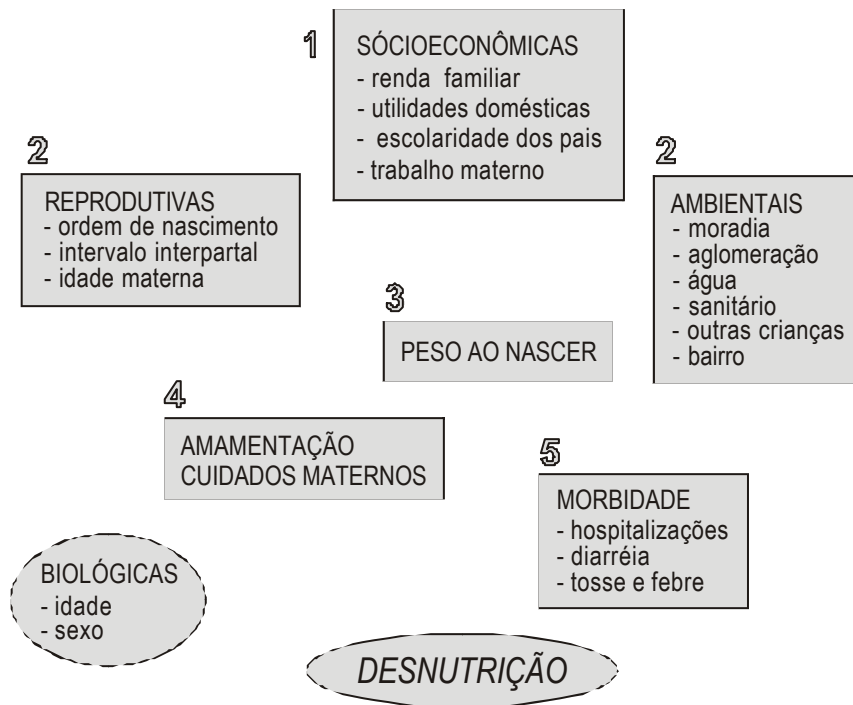 1
SÓCIOECONÔMICAS
- renda familiar
- utilidades domésticas
- escolaridade dos pais
- trabalho materno
2
REPRODUTIVAS
- ordem de nascimento
- intervalo interpartal
- idade materna
2
AMBIENTAIS
- moradia
- aglomeração
- água
- sanitário
- outras crianças
- bairro
3
PESO AO NASCER
4
AMAMENTAÇÃO
CUIDADOS MATERNOS
5
MORBIDADE
- hospitalizações
- diarréia
- tosse e febre
BIOLÓGICAS
- idade
- sexo
DESNUTRIÇÃO